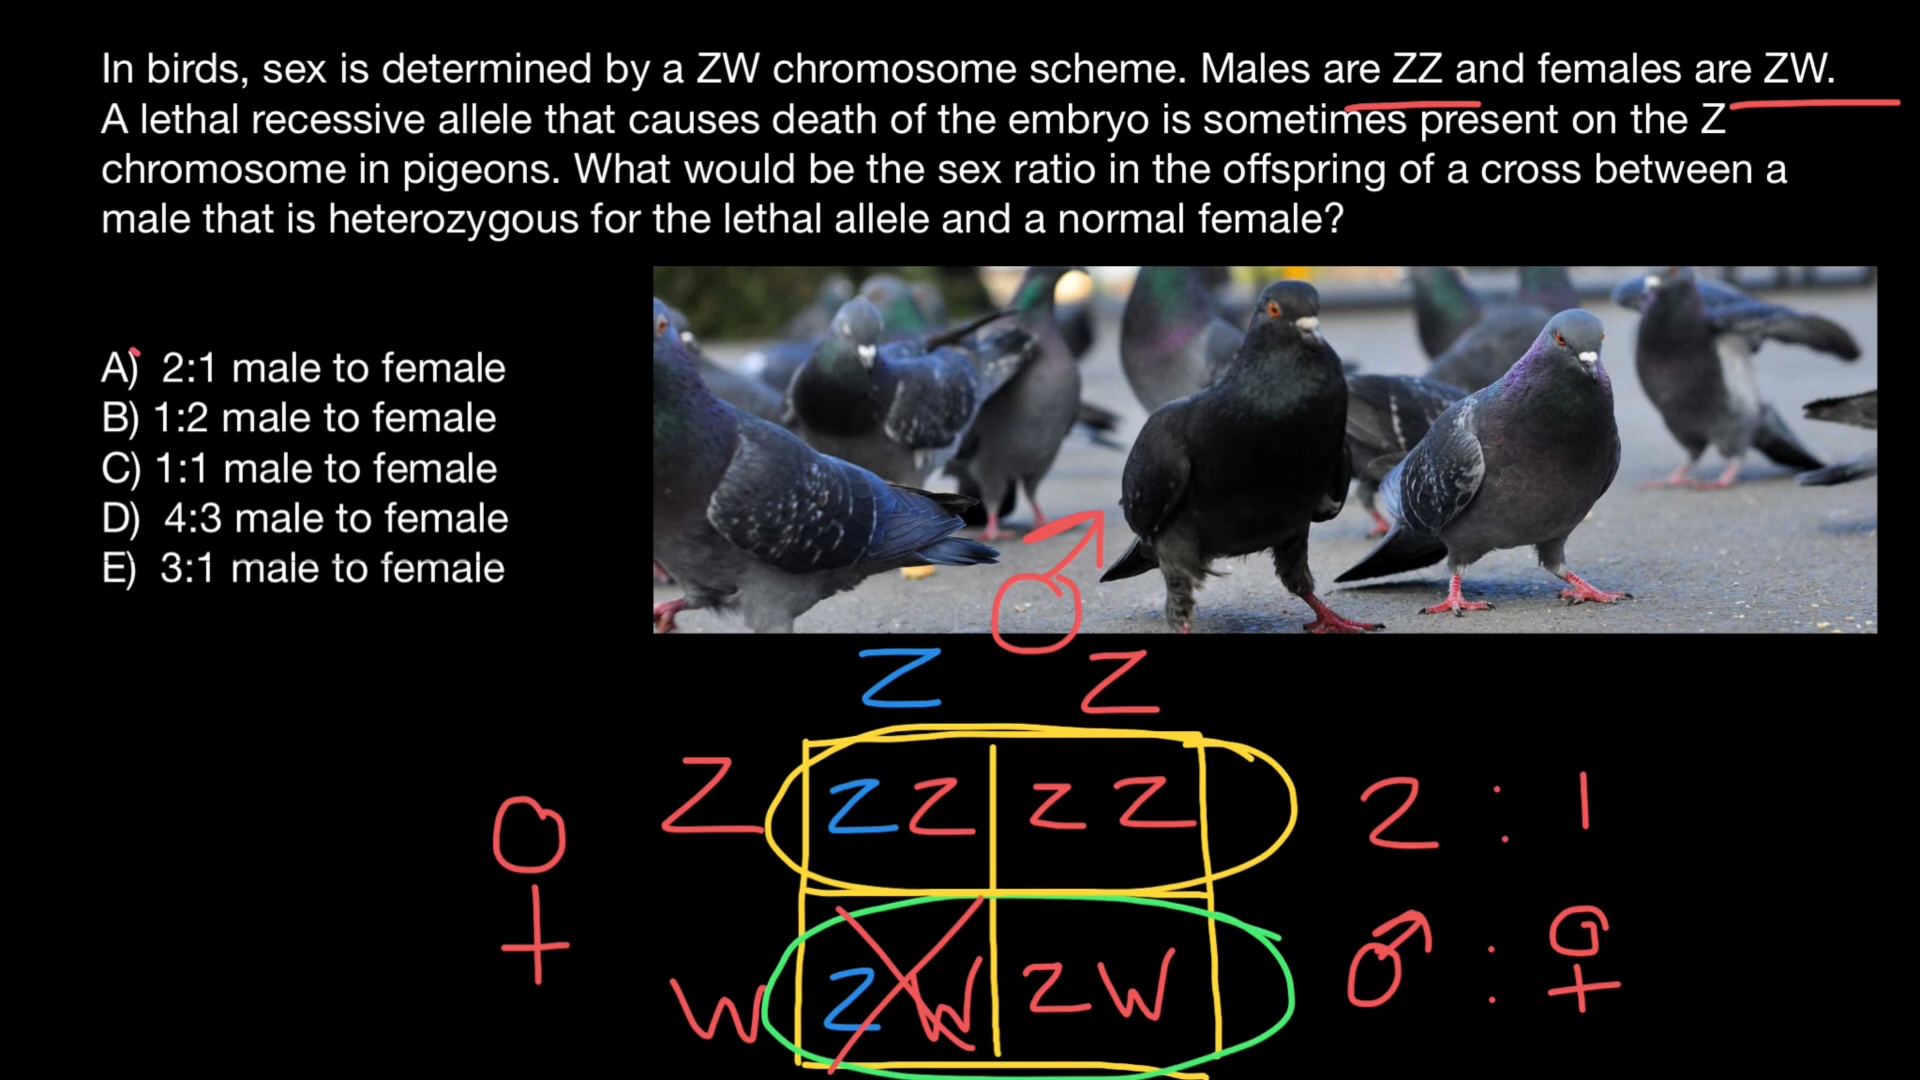 In birds, sex is determined by a ZW chromosome scheme. Males are ZZ and females are ZW.
A lethal recessive allele that causes death of the embryo is sometimes present on the Z
chromosome in pigeons. What would be the sex ratio in the offspring of a cross between a
male that is heterozygous for the lethal allele and a normal female?
A) 2:1 male to female
B) 1:2 male to female
C) 1:1 male to female
D) 4:3 male to female
E) 3:1 male to female
♂
Z Z
Z ZZ ZZ 2 : 1
♀
W ZW ZW ♂ : ♀